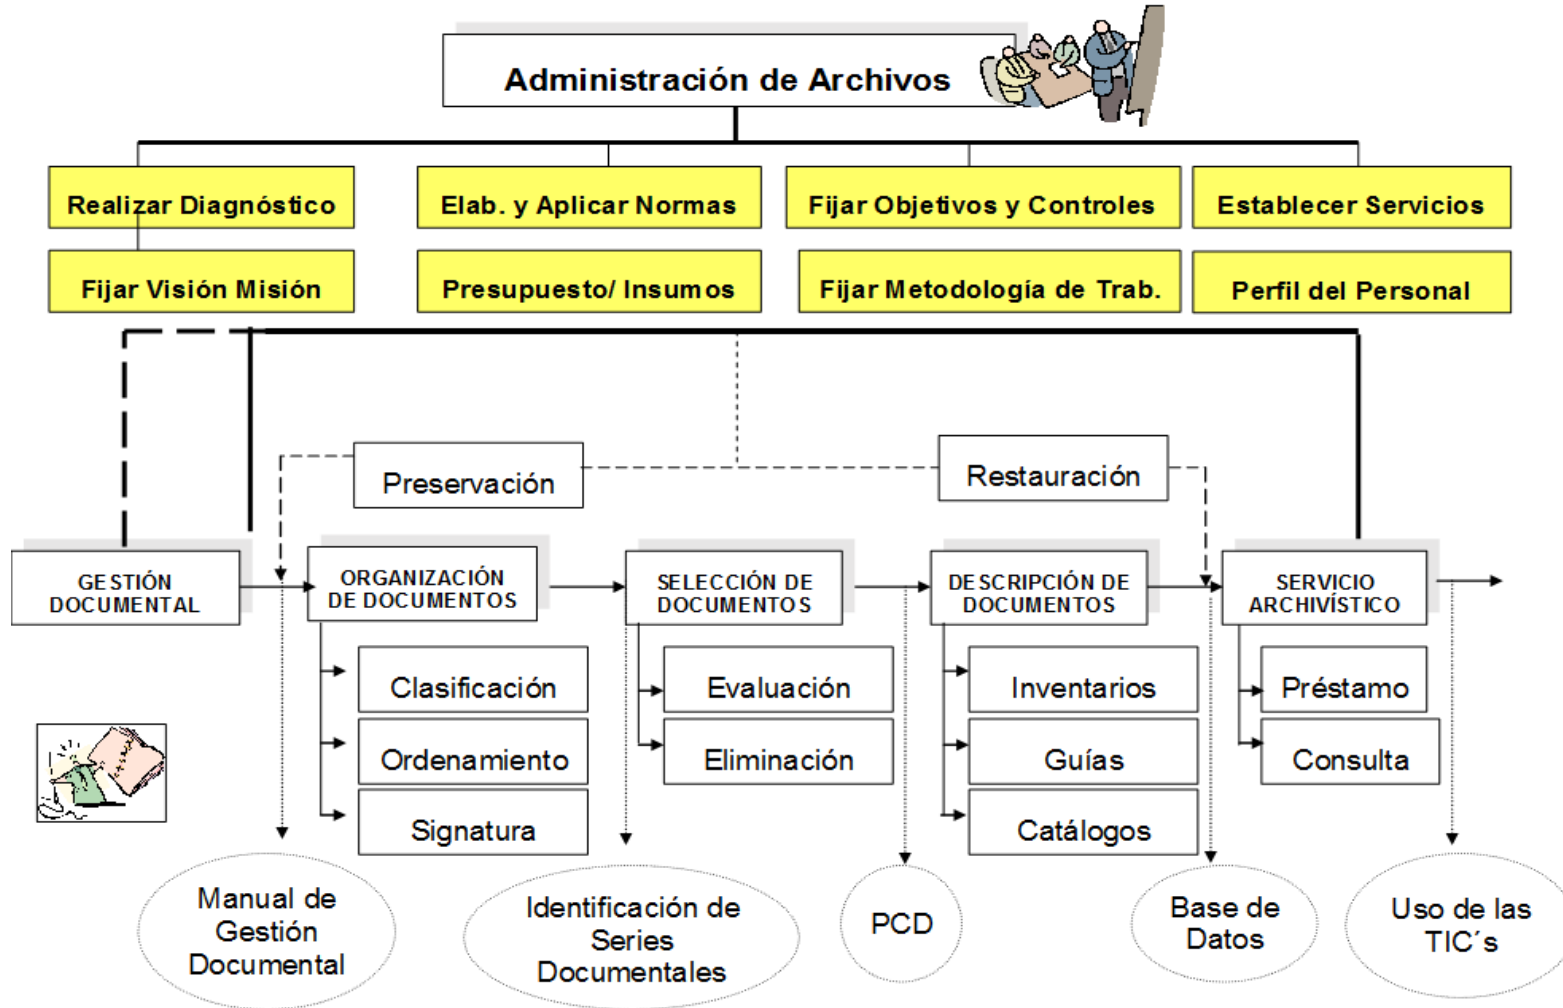 Administración de Archivos
Realizar Diagnóstico
Elab. y Aplicar Normas
Fijar Objetivos y Controles
Establecer Servicios
Fijar Visión Misión
Presupuesto/ Insumos
Fijar Metodología de Trab.
Perfil del Personal
Preservación
Restauración
GESTIÓN
DOCUMENTAL
ORGANIZACIÓN
DE DOCUMENTOS
SELECCIÓN DE
DOCUMENTOS
DESCRIPCIÓN DE
DOCUMENTOS
SERVICIO
ARCHIVÍSTICO
Clasificación
Ordenamiento
Signatura
Evaluación
Eliminación
Inventarios
Guías
Catálogos
Préstamo
Consulta
Manual de
Gestión
Documental
Identificación de
Series
Documentales
PCD
Base de
Datos
Uso de las
TIC´s